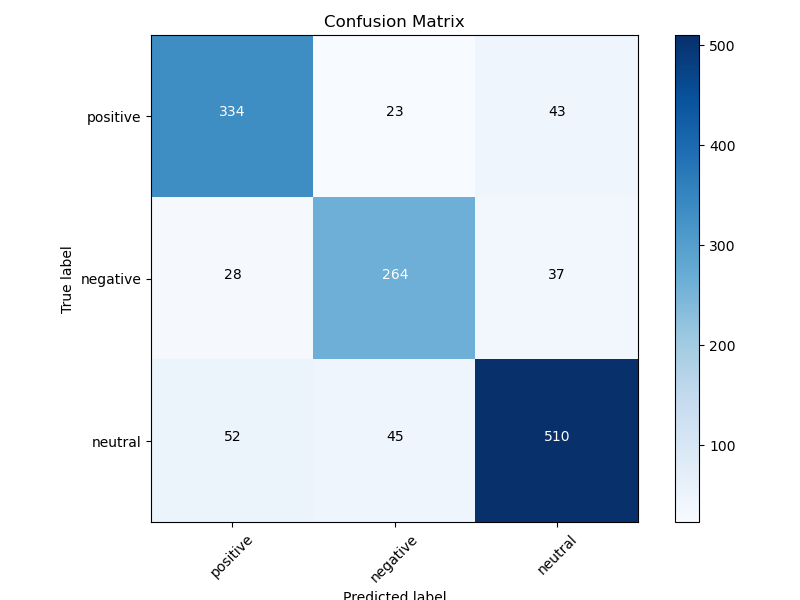 Confusion Matrix
positive
334
23
43
negative
28
264
37
neutral
52
45
510
True label
positive
negative
neutral
Predicted label
500
400
300
200
100